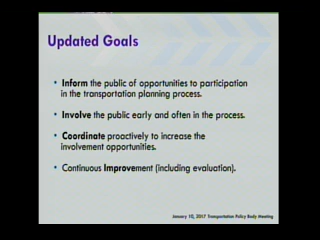 Updated Goals
• Inform the public of opportunities to participation
in the transportation planning process.
• Involve the public early and often in the process.
• Coordinate proactively to increase the
involvement opportunities.
• Continuous Improvement (including evaluation).
January 10, 2007 Transportation Policy Body Meeting